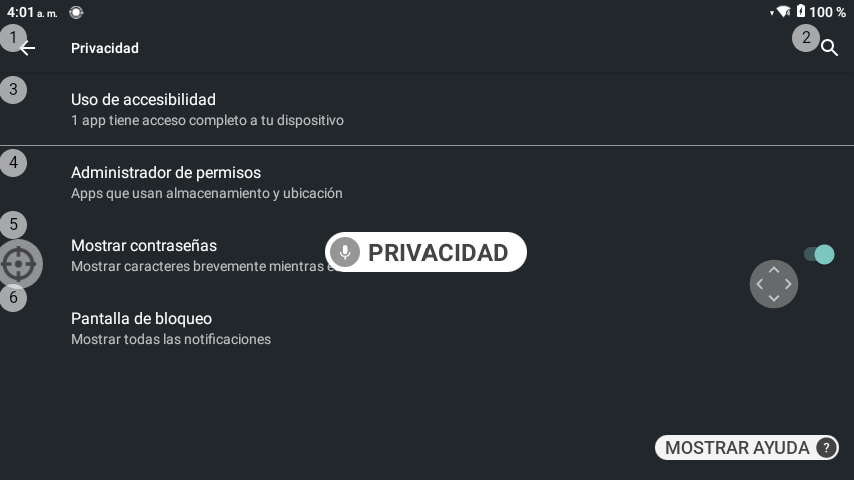 4:01 a. m.
100 %
1
Privacidad
2
3
Uso de accesibilidad
1 app tiene acceso completo a tu dispositivo
4
Administrador de permisos
Apps que usan almacenamiento y ubicación
5
Mostrar contraseñas
Mostrar caracteres brevemente mientras
PRIVACIDAD
6
Pantalla de bloqueo
Mostrar todas las notificaciones
MOSTRAR AYUDA ?